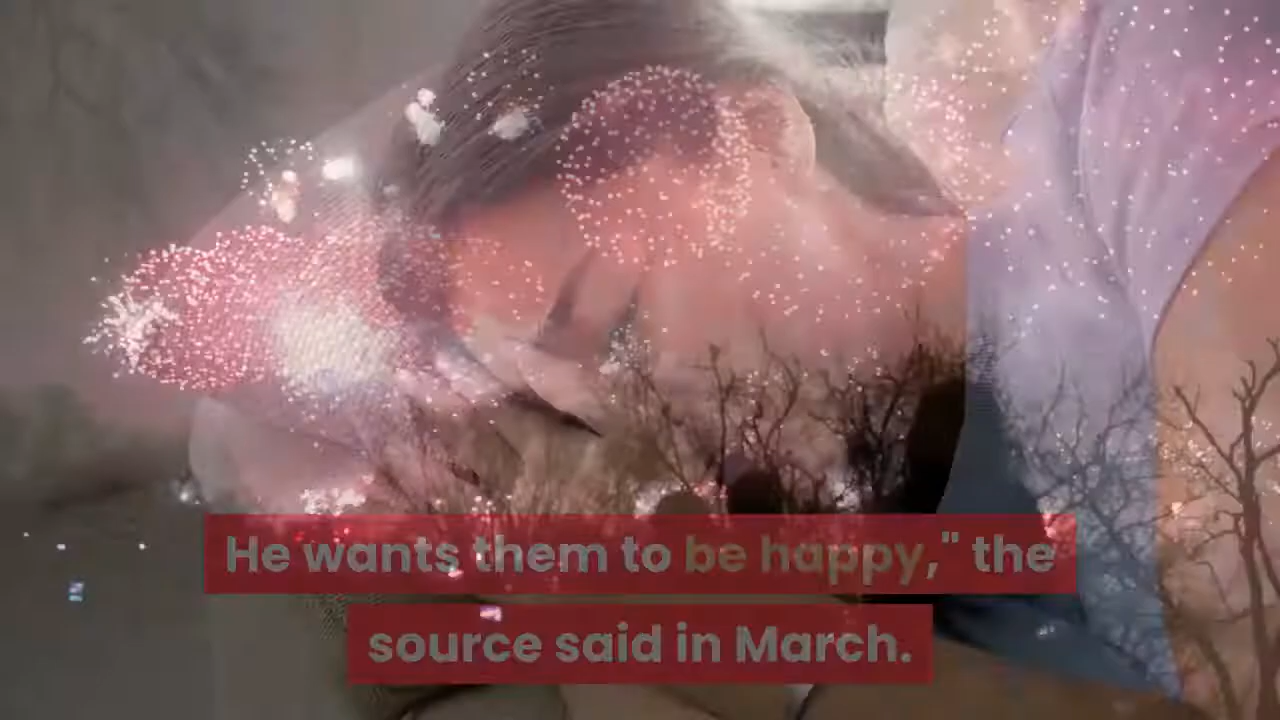 He wants them to be happy," the
source said in March.